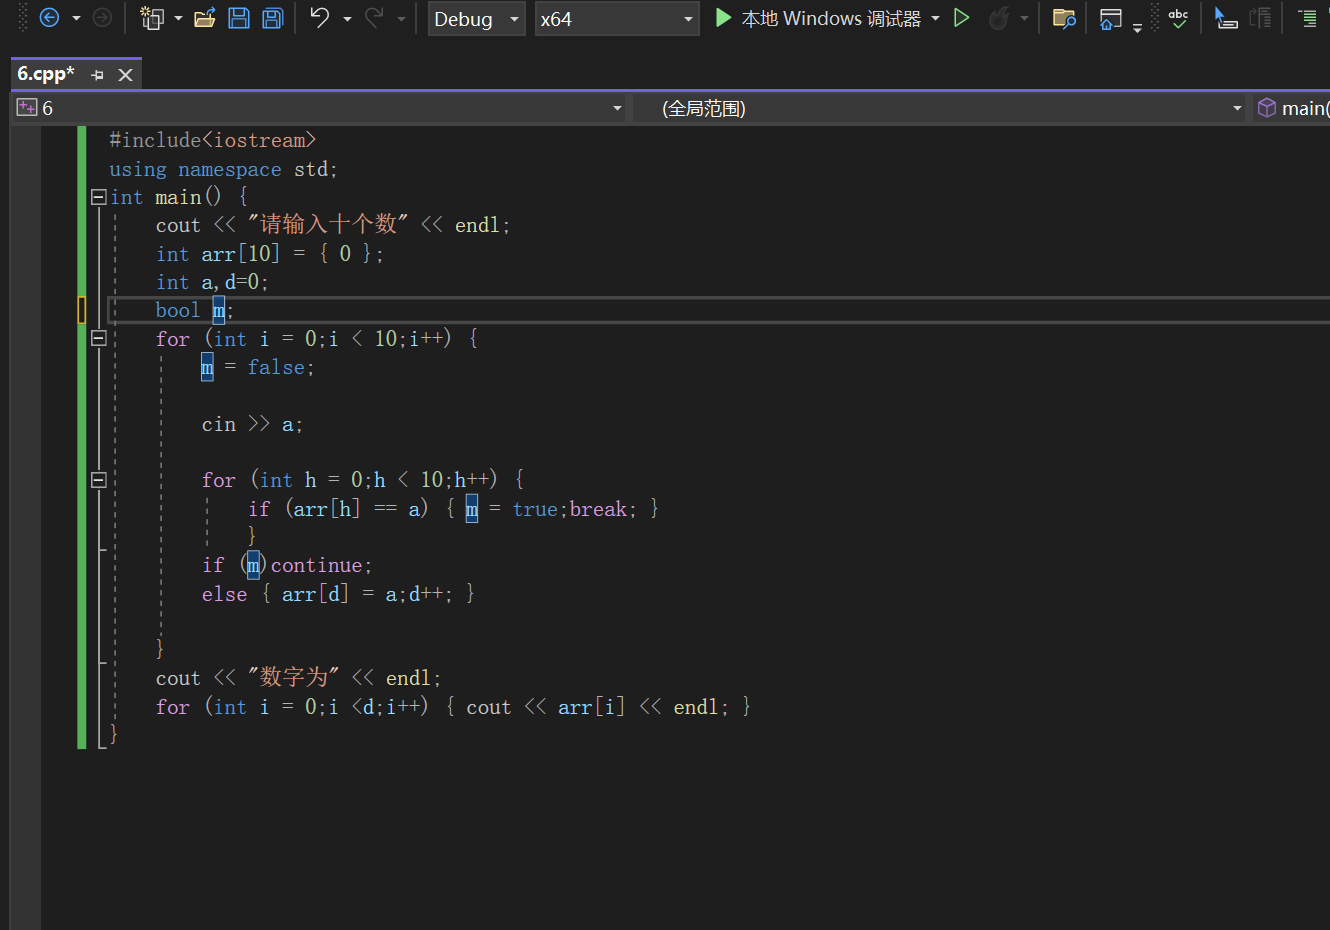 Debug x64 本地 Windows 调试器 abc
6.cpp*
6 (全局范围) main(
#include<iostream>
using namespace std;
int main() {
cout << "请输入十个数" << endl;
int arr[10] = { 0 };
int a,d=0;
bool m;
for (int i = 0;i < 10;i++) {
m = false;
cin >> a;
for (int h = 0;h < 10;h++) {
if (arr[h] == a) { m = true;break; }
}
if (m)continue;
else { arr[d] = a;d++; }
}
cout << "数字为" << endl;
for (int i = 0;i <d;i++) { cout << arr[i] << endl; }
}